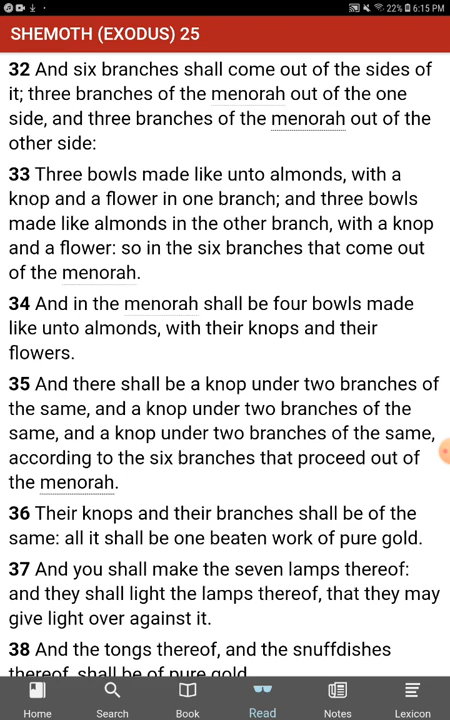 22% 6:15 PM
SHEMOTH (EXODUS) 25
32 And six branches shall come out of the sides of
it; three branches of the menorah out of the one
side, and three branches of the menorah out of the
other side:
33 Three bowls made like unto almonds, with a
knop and a flower in one branch; and three bowls
made like almonds in the other branch, with a knop
and a flower: so in the six branches that come out
of the menorah.
34 And in the menorah shall be four bowls made
like unto almonds, with their knops and their
flowers.
35 And there shall be a knop under two branches of
the same, and a knop under two branches of the
same, and a knop under two branches of the same,
according to the six branches that proceed out of
the menorah.
36 Their knops and their branches shall be of the
same: all it shall be one beaten work of pure gold.
37 And you shall make the seven lamps thereof:
and they shall light the lamps thereof, that they may
give light over against it.
38 And the tongs thereof, and the snuffdishes
thereof, shall be of pure gold
Home Search Book Read Notes Lexicon